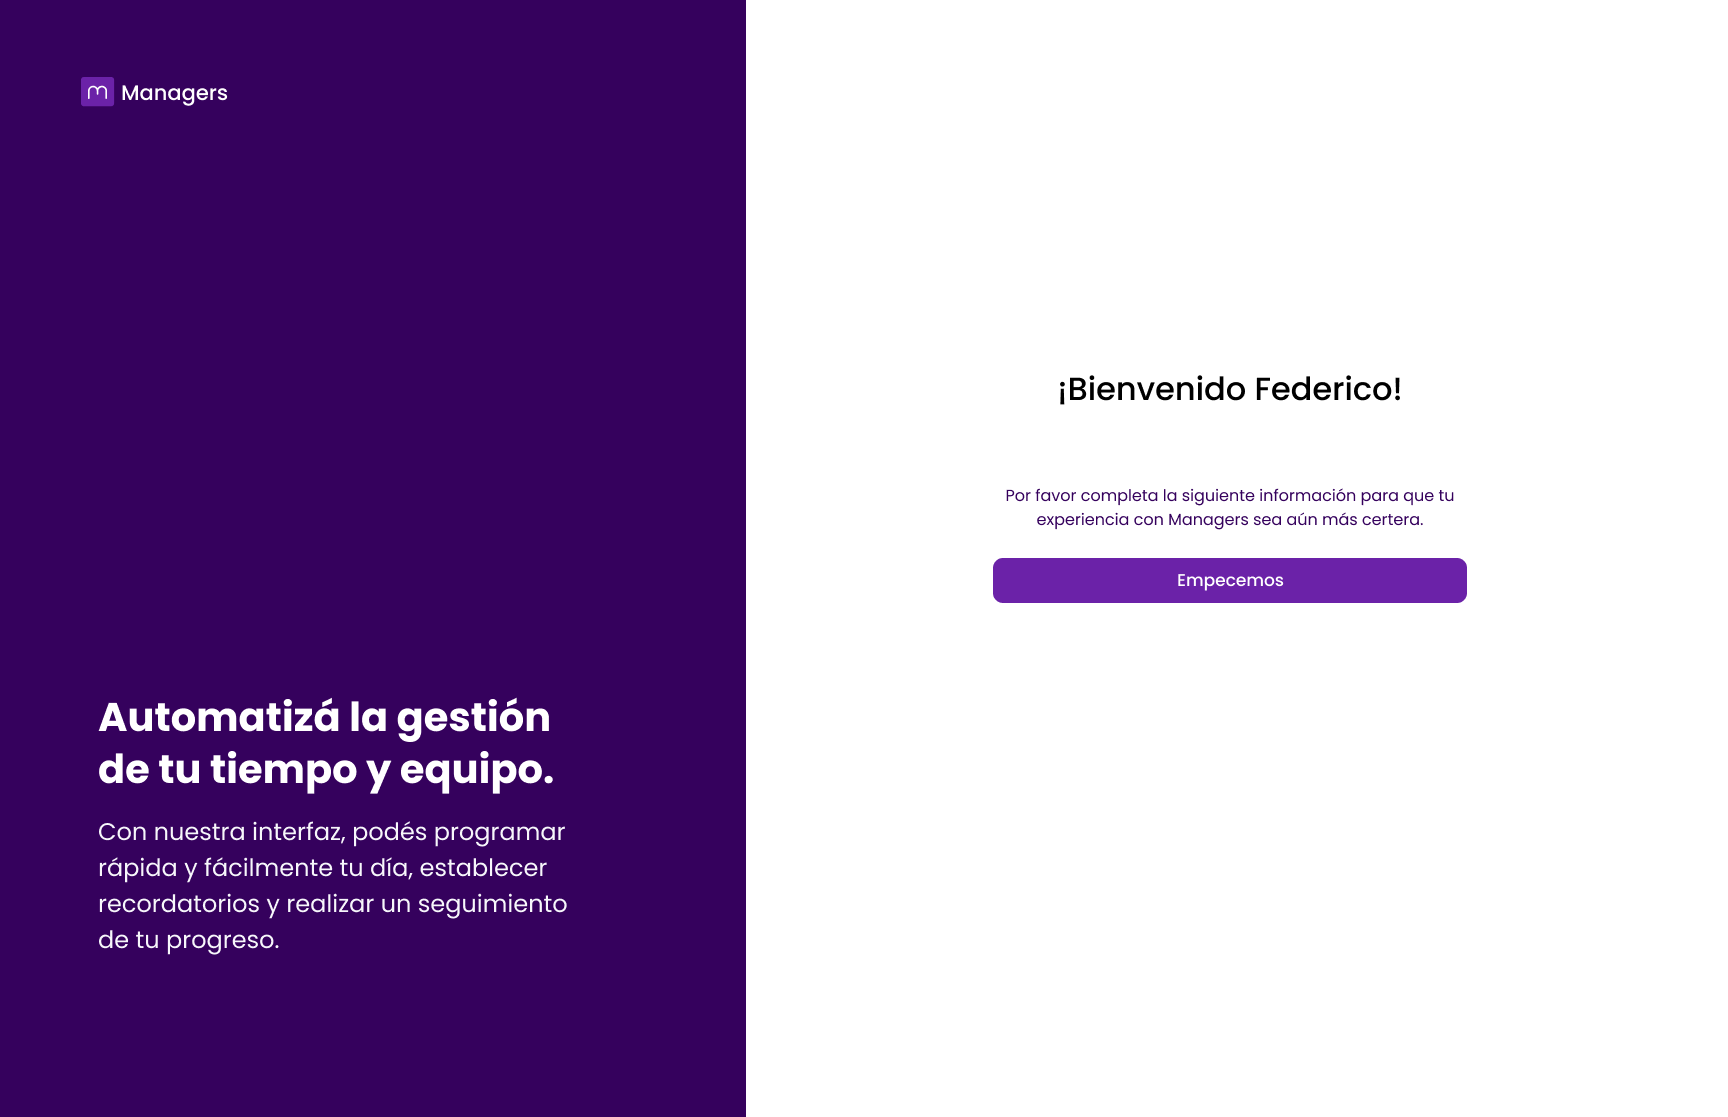 Managers
Automatizá la gestión
de tu tiempo y equipo.
Con nuestra interfaz, podés programar
rápida y fácilmente tu día, establecer
recordatorios y realizar un seguimiento
de tu progreso.
¡Bienvenido Federico!
Por favor completa la siguiente información para que tu
experiencia con Managers sea aún más certera.
Empecemos